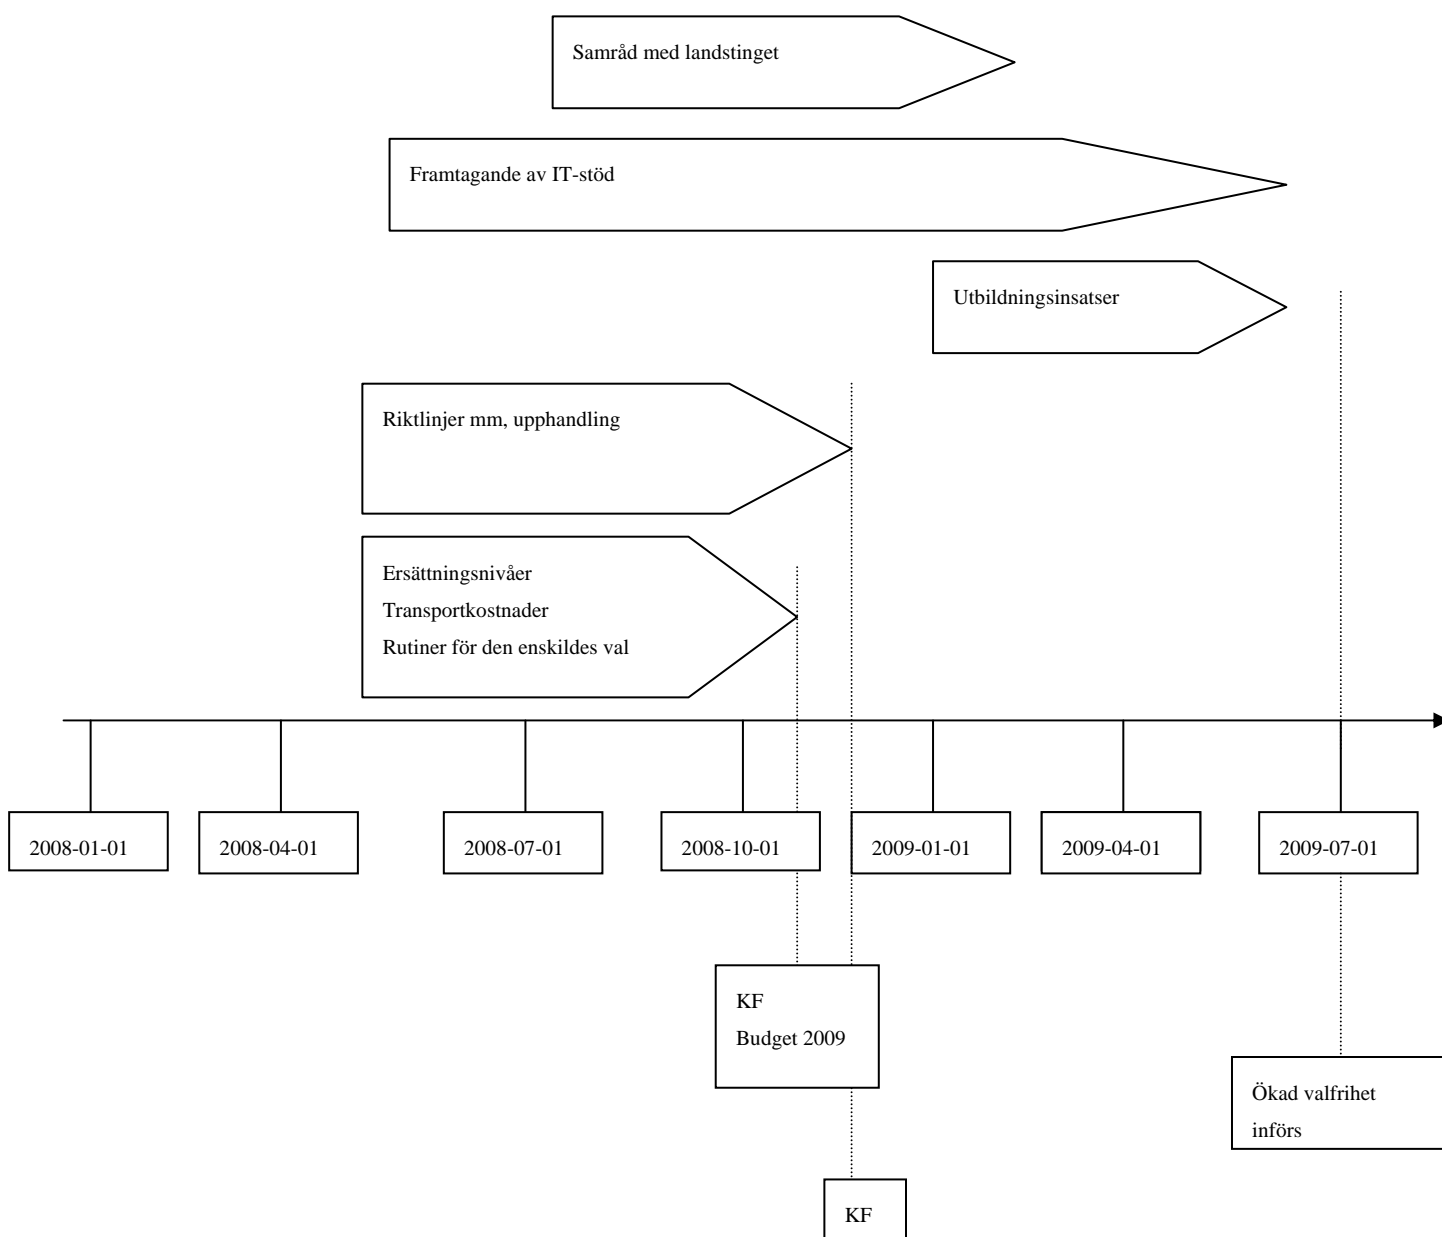 Samråd med landstinget
Framtagande av IT-stöd
Utbildningsinsatser
Riktlinjer mm, upphandling
Ersättningsnivåer
Transportkostnader
Rutiner för den enskildes val
2008-01-01
2008-04-01
2008-07-01
2008-10-01
2009-01-01
2009-04-01
2009-07-01
KF
Budget 2009
Ökad valfrihet
införs
KF